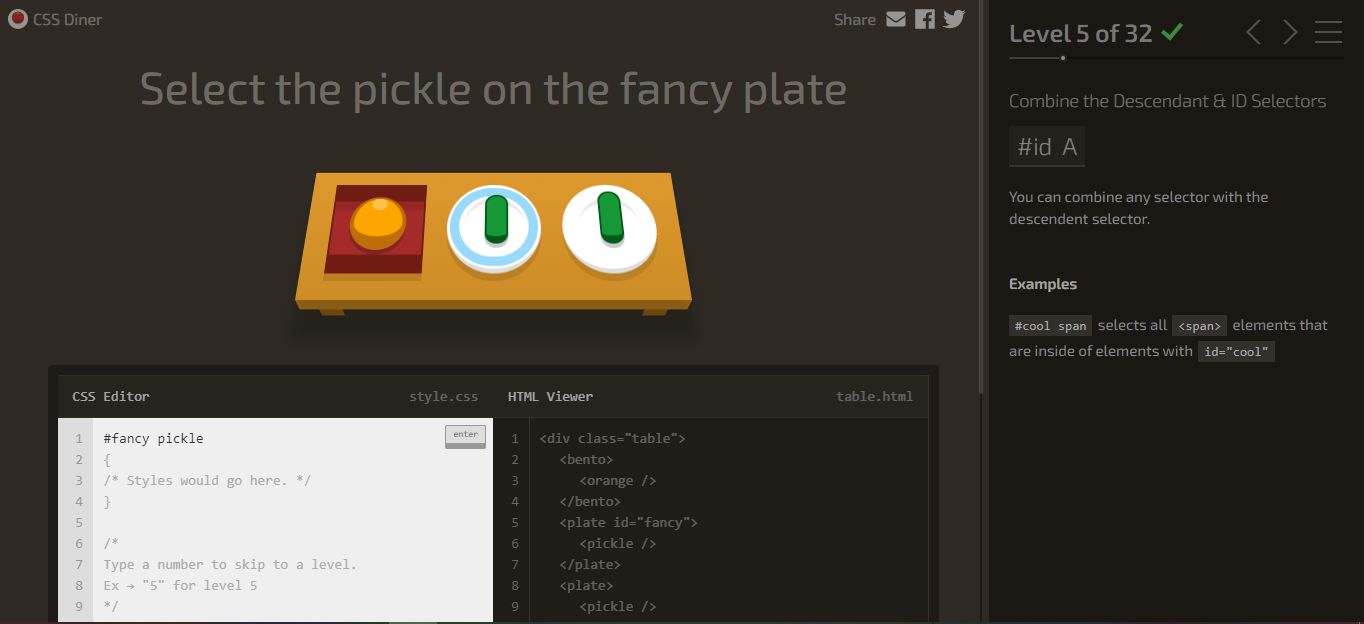 CSS Diner
Share
Select the pickle on the fancy plate
CSS Editor style.css
1 #fancy pickle
enter
2 {
3 /* Styles would go here. */
4 }
5
6 /*
7 Type a number to skip to a level.
8 Ex → "5" for level 5
9 */
HTML Viewer table.html
1 <div class="table">
2 <bento>
3 <orange />
4 </bento>
5 <plate id="fancy">
6 <pickle />
7 </plate>
8 <plate>
9 <pickle />
Level 5 of 32
Combine the Descendant & ID Selectors
#id A
You can combine any selector with the
descendent selector.
Examples
#cool span selects all <span> elements that
are inside of elements with id="cool"